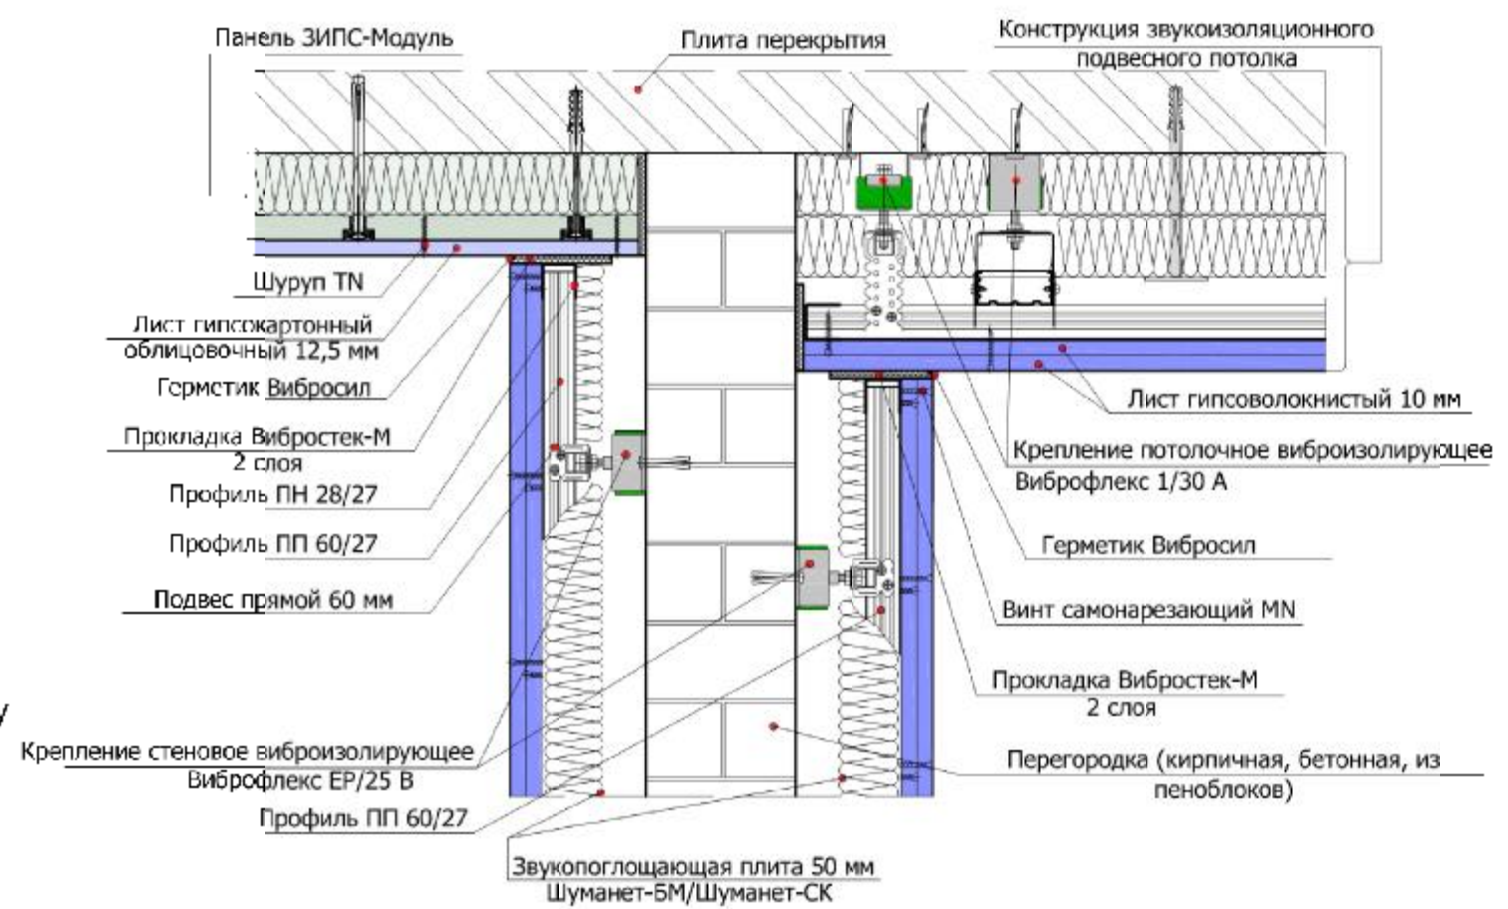 Панель ЗИПС-Модуль
Плита перекрытия
Конструкция звукоизоляционного
подвесного потолка
Шуруп TN
Лист гипсокартонный
облицовочный 12,5 мм
Герметик Вибросил
Прокладка Вибростек-М
2 слоя
Профиль ПН 28/27
Профиль ПП 60/27
Подвес прямой 60 мм
у
Крепление стеновое виброизолирующее
Виброфлекс EP/25 В
Профиль ПП 60/27
Звукопоглощающая плита 50 мм
Шуманет-БМ/Шуманет-СК
Лист гипсоволокнистый 10 мм
Крепление потолочное виброизолирующее
Виброфлекс 1/30 А
Герметик Вибросил
Винт самонарезающий MN
Прокладка Вибростек-М
2 слоя
Перегородка (кирпичная, бетонная, из
пеноблоков)